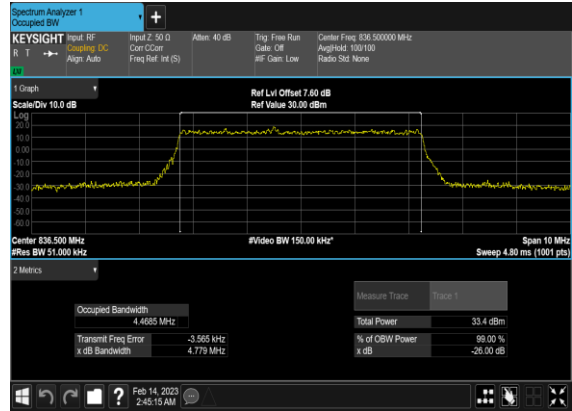 Spectrum Analyzer 1
Occupied BW
+
KEYSIGHT Input: RF Input Z: 50 Ω Atten: 40 dB Trig: Free Run Center Freq: 836.500000 MHz
R T Coupling: DC Corr CCorr Gate: Off Avg|Hold: 100/100
Align: Auto Freq Ref: Int (S) #IF Gain: Low Radio Std: None
LXI
1 Graph
Ref Lvl Offset 7.60 dB
Scale/Div 10.0 dB Ref Value 30.00 dBm
Log
20.0
10.0
0.00
-10.0
-20.0
-30.0
-40.0
-50.0
-60.0
Center 836.500 MHz #Video BW 150.00 kHz* Span 10 MHz
#Res BW 51.000 kHz Sweep 4.80 ms (1001 pts)
2 Metrics
Measure Trace Trace 1
Occupied Bandwidth
4.4685 MHz
Total Power 33.4 dBm
Transmit Freq Error -3.565 kHz % of OBW Power 99.00 %
x dB Bandwidth 4.779 MHz x dB -26.00 dB
? Feb 14, 2023
2:45:15 AM